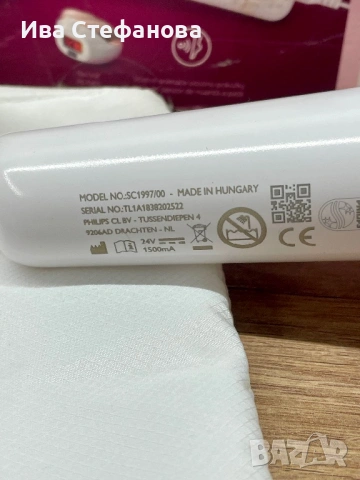 Ива Стефанова
MODEL NO.:SC1997/00 - MADE IN HUNGARY
SERIAL NO.:TL1A1838202522
PHILIPS CL BV - TUSSENDIEPEN 4
9206AD DRACHTEN - NL
24V
1500mA
CE
BAZAR